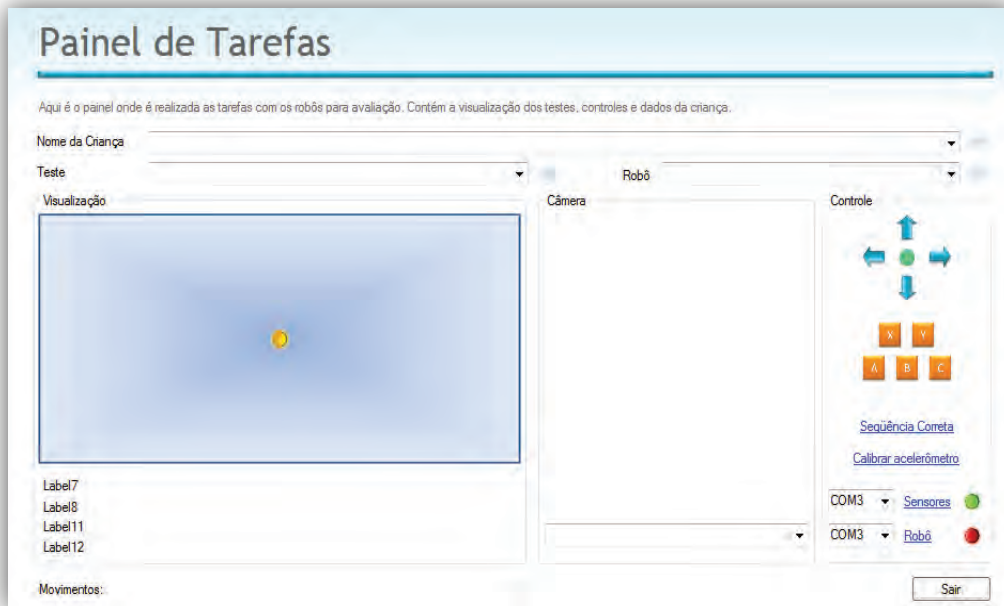 Painel de Tarefas
Aqui é o painel onde é realizada as tarefas com os robôs para avaliação. Contém a visualização dos testes, controles e dados da criança.
Nome da Criança
Teste
Robô
Visualização
Câmera
Controle
X Y
A B C
Seqüência Correta
Calibrar acelerômetro
Label7
Label8
Label11
Label12
COM3 Sensores
COM3 Robô
Movimentos:
Sair